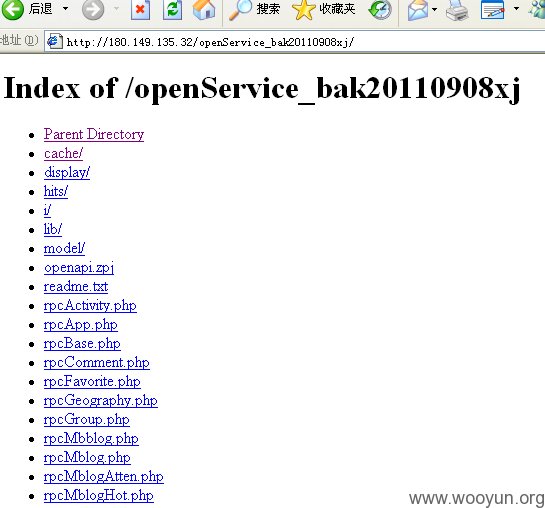 后退
搜索
收藏夹
地址(D)
http://180.149.135.32/openService_bak20110908xj/
Index of /openService_bak20110908xj
Parent Directory
cache/
display/
hits/
i/
lib/
model/
openapi.zpj
readme.txt
rpcActivity.php
rpcApp.php
rpcBase.php
rpcComment.php
rpcFavorite.php
rpcGeography.php
rpcGroup.php
rpcMbblog.php
rpcMblog.php
rpcMblogAtten.php
rpcMblogHot.php
www.wooyun.org